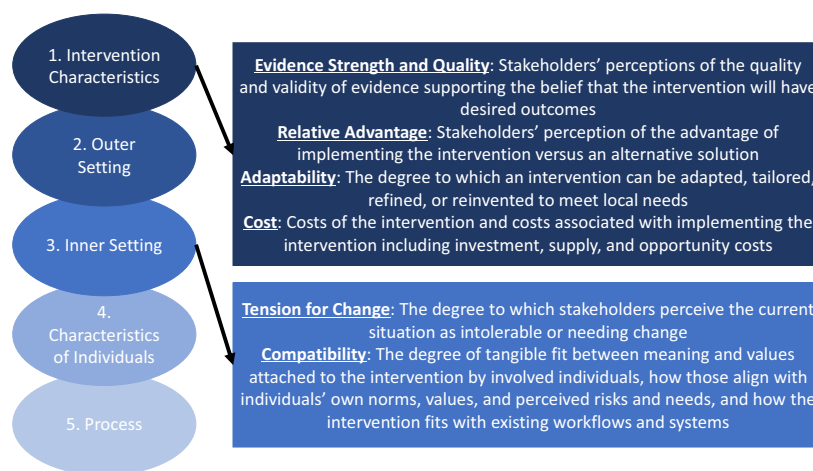 1. Intervention
Characteristics
2. Outer
Setting
3. Inner Setting
4.
Characteristics
of Individuals
5. Process
Evidence Strength and Quality: Stakeholders' perceptions of the quality
and validity of evidence supporting the belief that the intervention will have
desired outcomes
Relative Advantage: Stakeholders' perception of the advantage of
implementing the intervention versus an alternative solution
Adaptability: The degree to which an intervention can be adapted, tailored,
refined, or reinvented to meet local needs
Cost: Costs of the intervention and costs associated with implementing the
intervention including investment, supply, and opportunity costs
Tension for Change: The degree to which stakeholders perceive the current
situation as intolerable or needing change
Compatibility: The degree of tangible fit between meaning and values
attached to the intervention by involved individuals, how those align with
individuals' own norms, values, and perceived risks and needs, and how the
intervention fits with existing workflows and systems